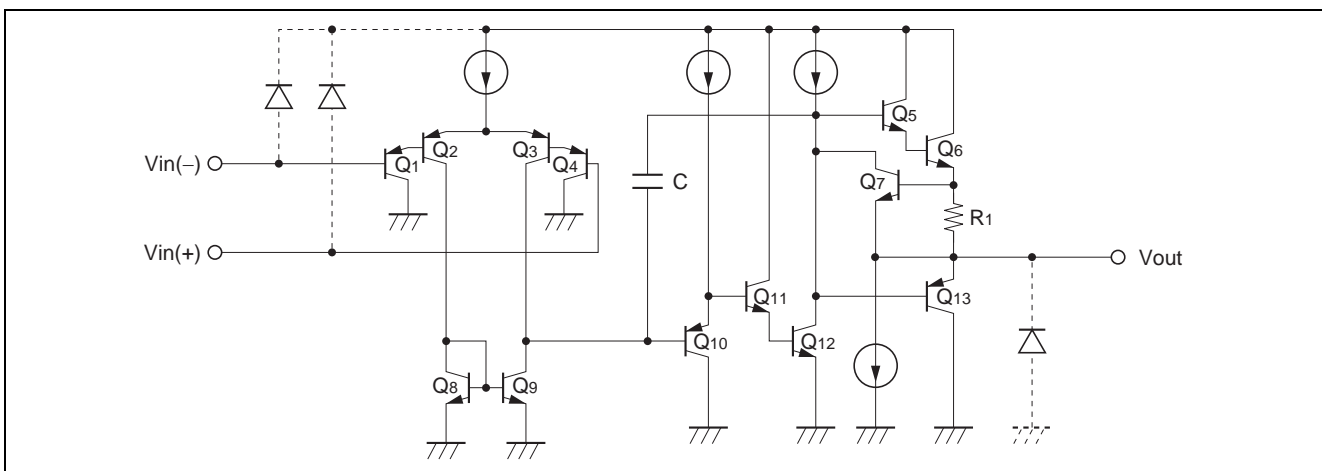 Q5
Q2
Q3
Q6
Vin(−)
Q1
Q4
Q7
C
R1
Vin(+)
Vout
Q11
Q13
Q10
Q12
Q8
Q9